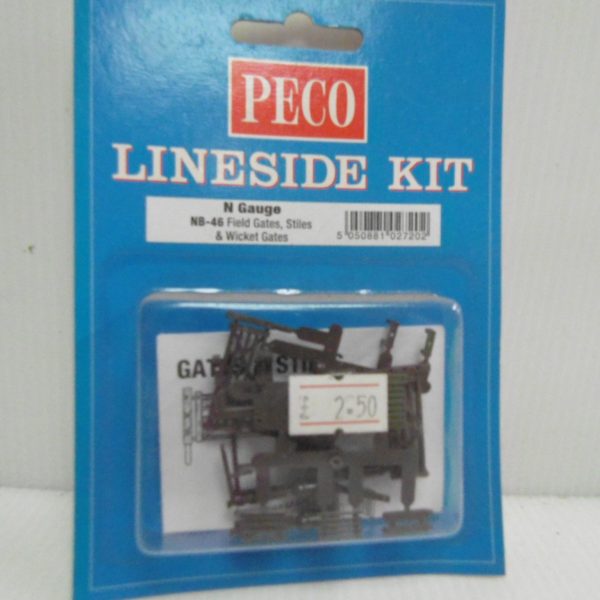 PECO
LINESIDE KIT
N Gauge
NB-46 Field Gates, Stiles
& Wicket Gates
5 050881 027202
2.50